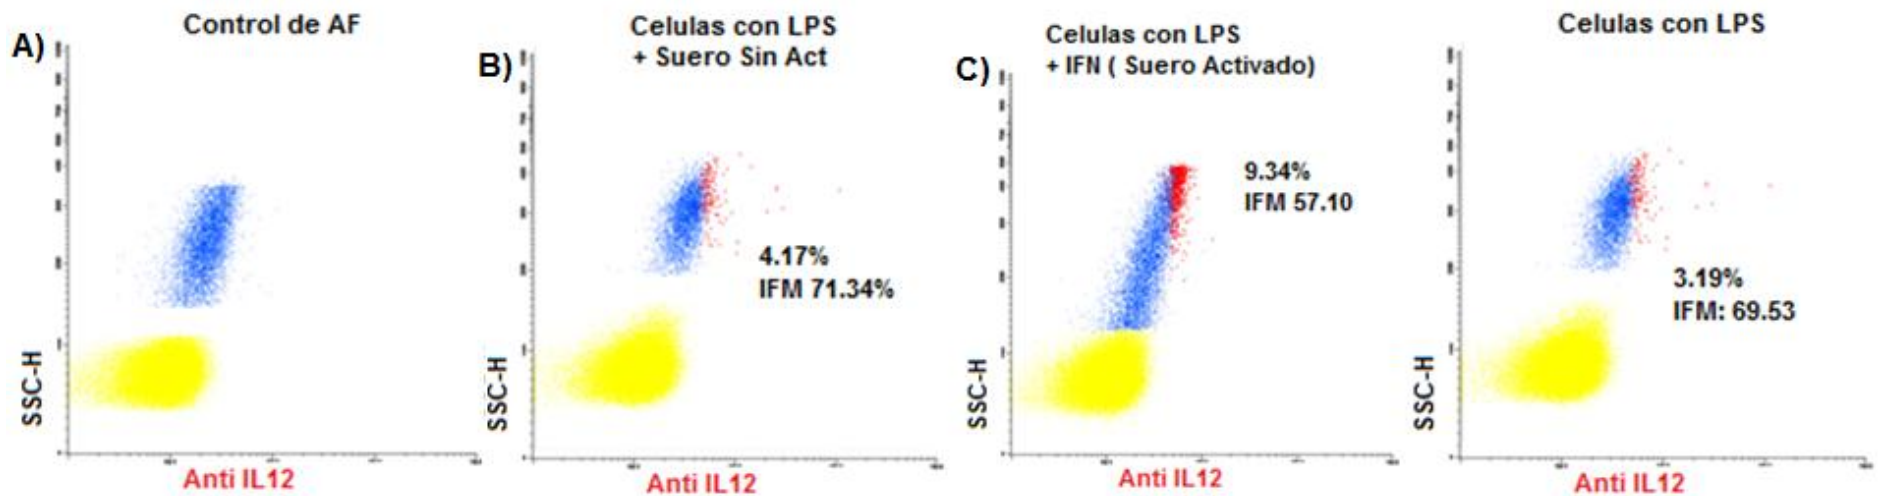 A)
Control de AF
SSC-H
Anti IL12
B)
Celulas con LPS
+ Suero Sin Act
4.17%
IFM 71.34%
SSC-H
Anti IL12
C)
Celulas con LPS
+ IFN ( Suero Activado)
9.34%
IFM 57.10
SSC-H
Anti IL12
Celulas con LPS
3.19%
IFM: 69.53
SSC-H
Anti IL12